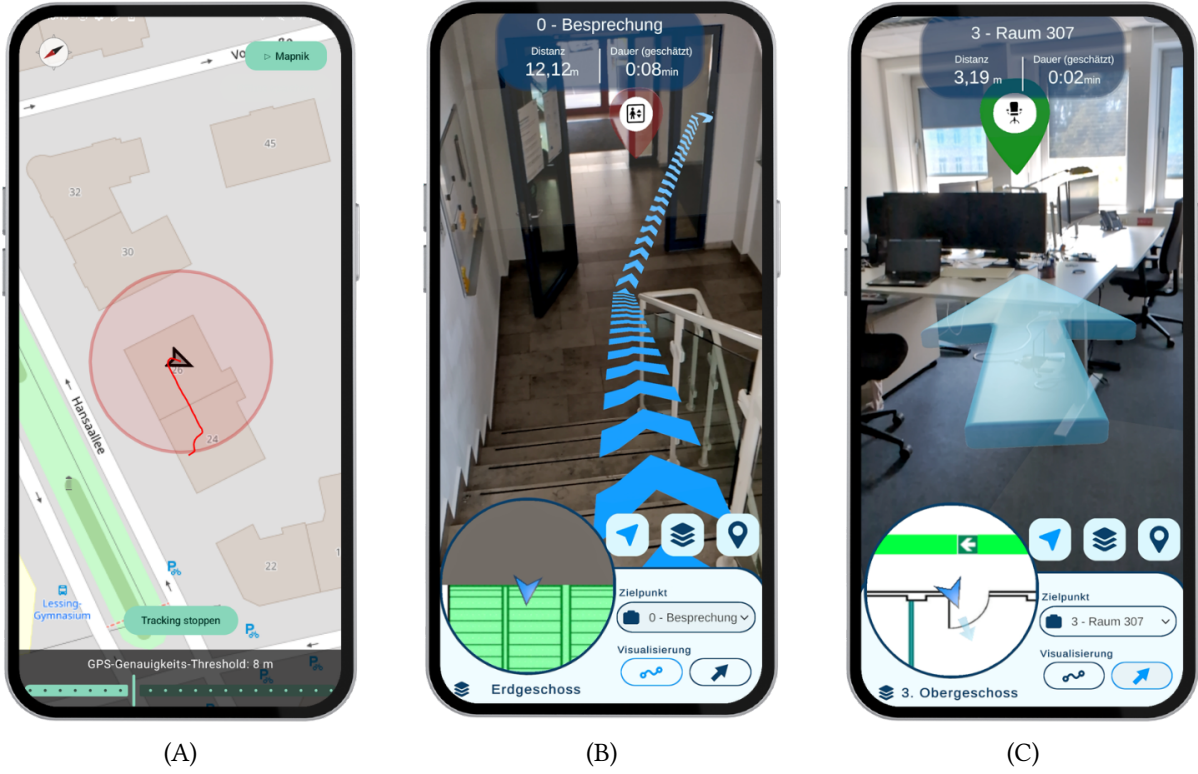 ▷ Mapnik
45
32
30
26
24
Hansaallee
22
Lessing-
Gymnasium
Tracking stoppen
GPS-Genauigkeits-Threshold: 8 m
(A)
0 - Besprechung
Distanz
Dauer (geschätzt)
12,12m
0:08min
Zielpunkt
0 - Besprechung
Visualisierung
Erdgeschoss
(B)
3 - Raum 307
Distanz
Dauer (geschätzt)
3,19 m
0:02min
Zielpunkt
3 - Raum 307
Visualisierung
3. Obergeschoss
(C)